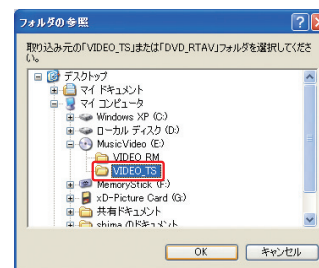 フォルダの参照
取り込み元の「VIDEO_TS」または「DVD_RTAV」フォルダを選択してくださ
い。
デスクトップ
マイ ドキュメント
マイ コンピュータ
Windows XP (C:)
ローカル ディスク (D:)
MusicVideo (E:)
VIDEO_RM
VIDEO_TS
MemoryStick (F:)
xD-Picture Card (G:)
共有ドキュメント
shima のドキュメント
OK
キャンセル